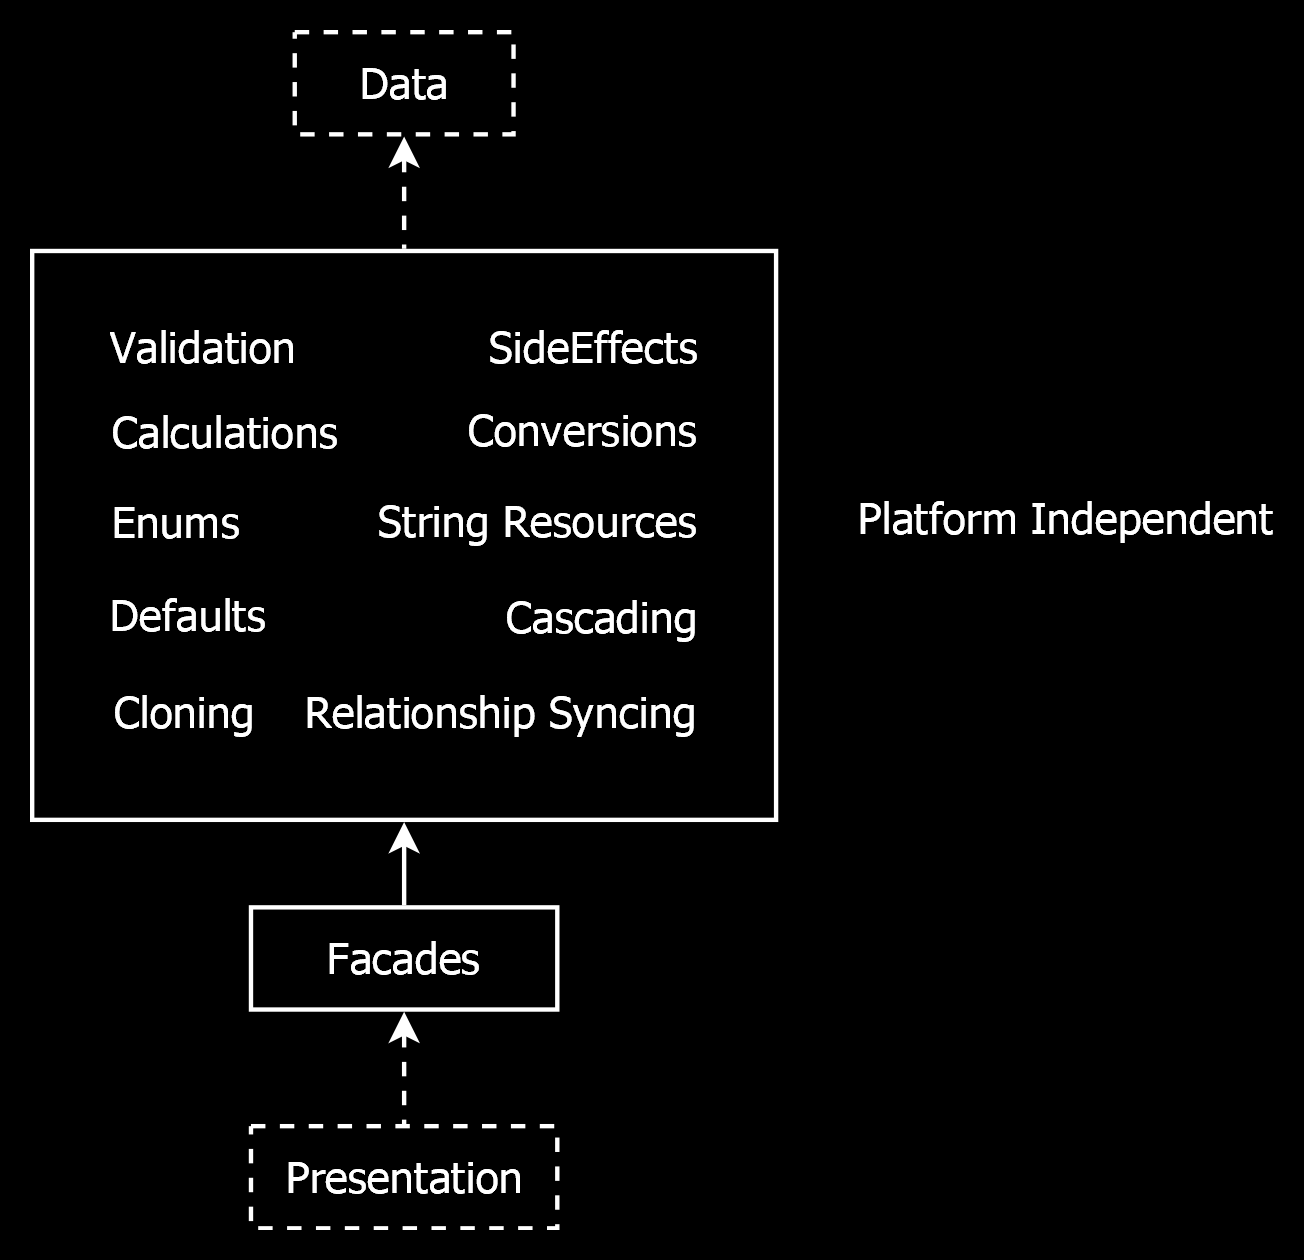 Data
Validation SideEffects
Calculations Conversions
Enums String Resources
Platform Independent
Defaults Cascading
Cloning Relationship Syncing
Facades
Presentation